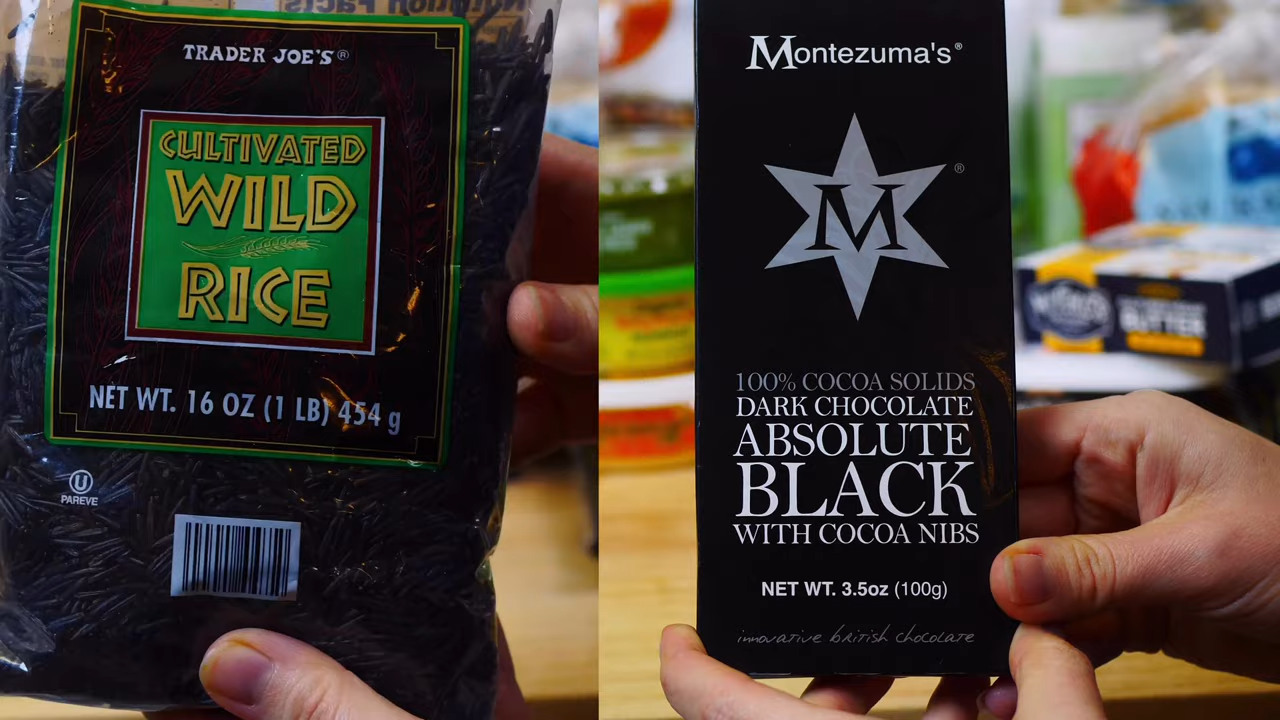 TRADER JOE'S®
CULTIVATED
WILD
RICE
NET WT. 16 OZ (1 LB) 454 g
U
PAREVE
Montezuma's®
M
®
100% COCOA SOLIDS
DARK CHOCOLATE
ABSOLUTE
BLACK
WITH COCOA NIBS
NET WT. 3.5oz (100g)
innovative british chocolate
BUTTER